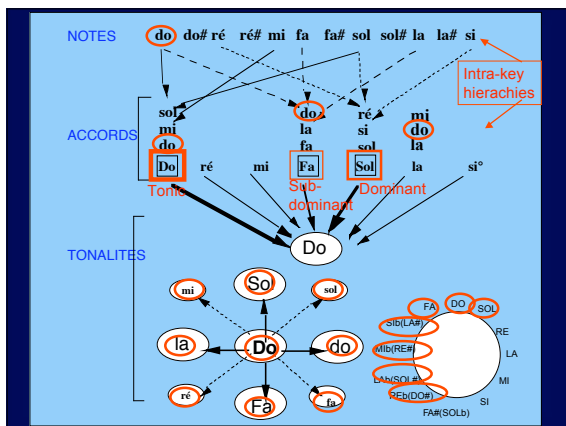 NOTES do do# ré ré# mi fa fa# sol sol# la la# si
Intra-key
hierachies
ACCORDS
sol do ré mi
mi la si do
do fa sol la
Do ré mi Fa Sol la si°
Tonic Sub-
dominant Dominant
Do
TONALITES
mi Sol sol
la Do do
ré Fa fa
FA DO SOL
SIb(LA#) RE
MIb(RE#) LA
LAb(SOL#) MI
REb(DO#) SI
FA#(SOLb)